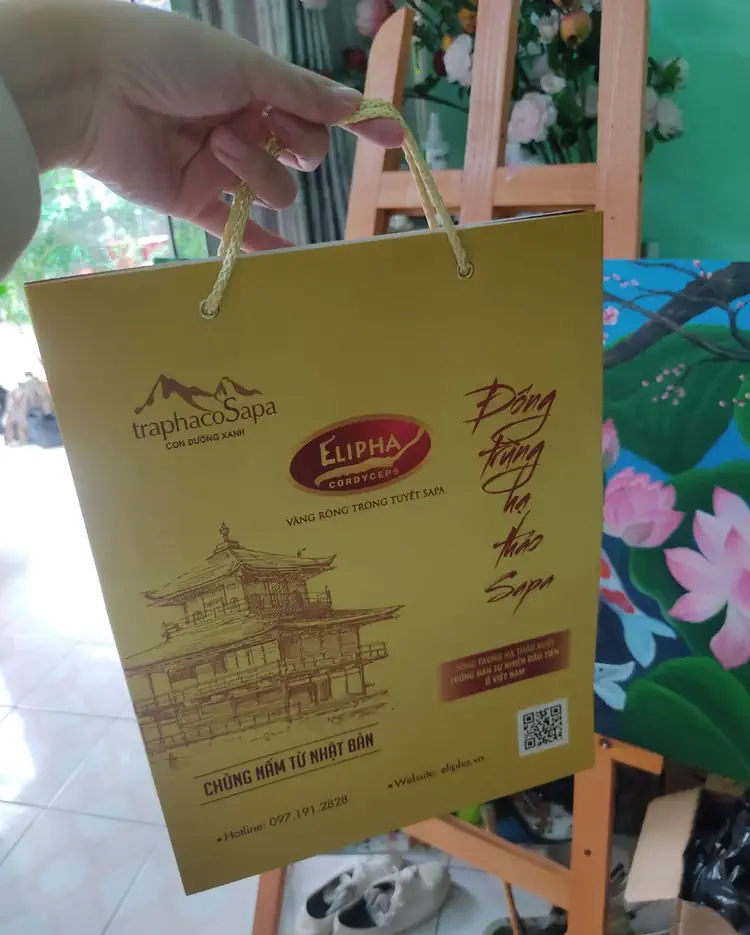 traphacoSapa
CON ĐƯỜNG XANH
ELIPHA
CORDYCEPS
VÀNG RÒNG TRONG TUYẾT SAPA
Đông
trùng
hạ
thảo
Sapa
ĐÔNG TRÙNG HẠ THẢO NUÔI
TRỒNG BÁN TỰ NHIÊN ĐẦU TIÊN
Ở VIỆT NAM
CHỦNG NẤM TỪ NHẬT BẢN
• Hotline: 097.191.2828
• Website: elipha.vn